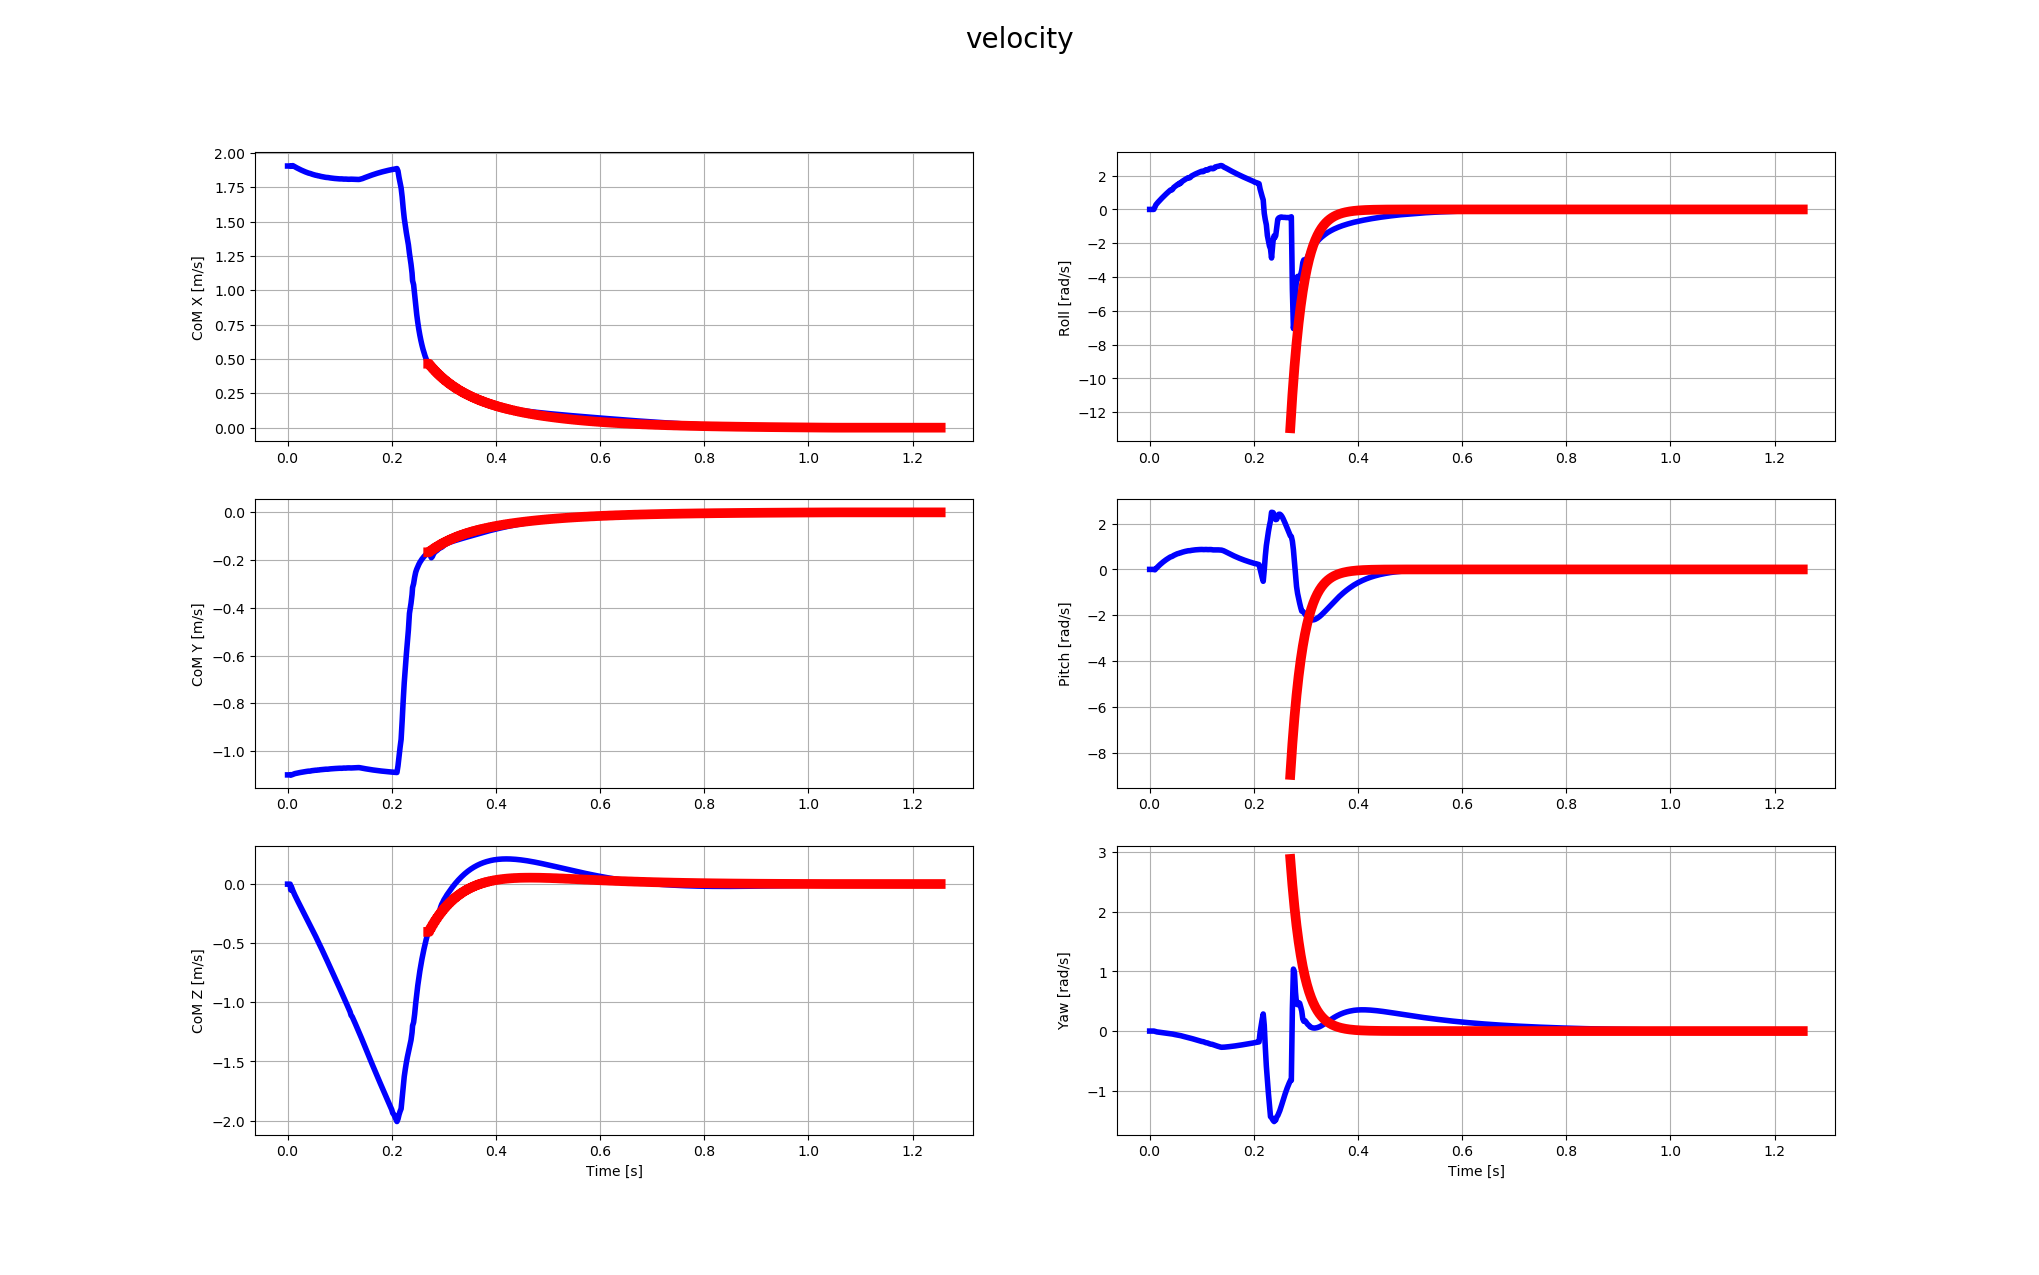 velocity
CoM X [m/s]
2.00
1.75
1.50
1.25
1.00
0.75
0.50
0.25
0.00
0.0 0.2 0.4 0.6 0.8 1.0 1.2
Roll [rad/s]
2
0
−2
−4
−6
−8
−10
−12
0.0 0.2 0.4 0.6 0.8 1.0 1.2
CoM Y [m/s]
0.0
−0.2
−0.4
−0.6
−0.8
−1.0
0.0 0.2 0.4 0.6 0.8 1.0 1.2
Pitch [rad/s]
2
0
−2
−4
−6
−8
0.0 0.2 0.4 0.6 0.8 1.0 1.2
CoM Z [m/s]
0.0
−0.5
−1.0
−1.5
−2.0
0.0 0.2 0.4 0.6 0.8 1.0 1.2
Time [s]
Yaw [rad/s]
3
2
1
0
−1
0.0 0.2 0.4 0.6 0.8 1.0 1.2
Time [s]